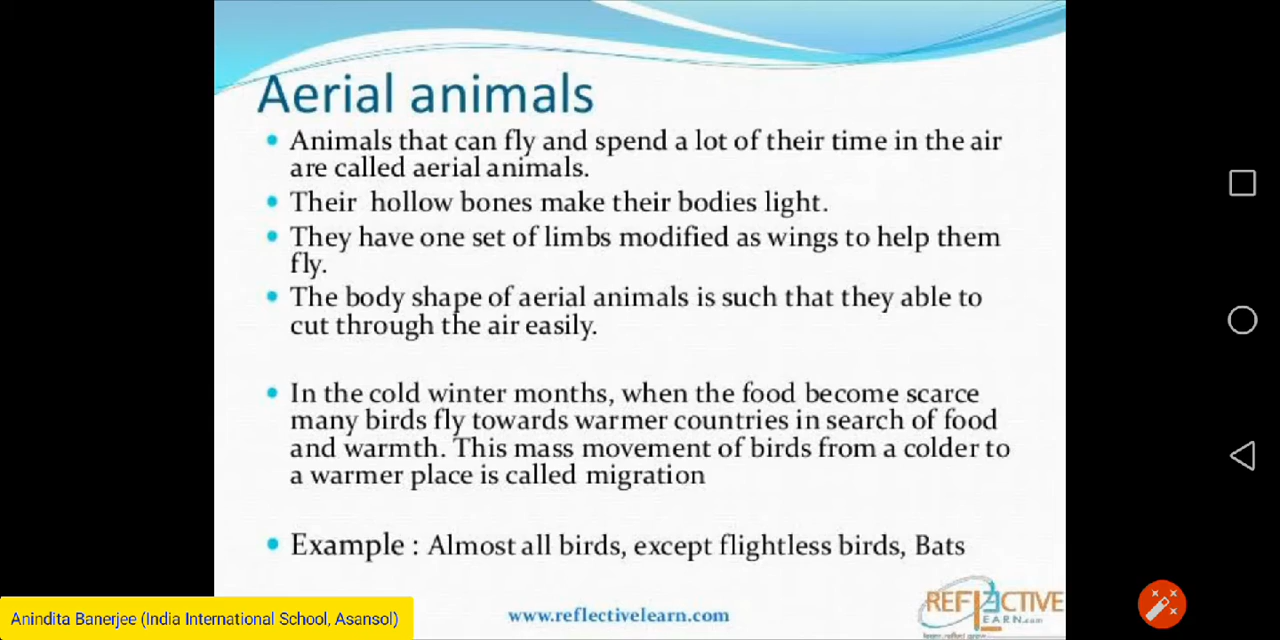 Aerial animals
Animals that can fly and spend a lot of their time in the air
are called aerial animals.
Their hollow bones make their bodies light.
They have one set of limbs modified as wings to help them
fly.
The body shape of aerial animals is such that they able to
cut through the air easily.
In the cold winter months, when the food become scarce
many birds fly towards warmer countries in search of food
and warmth. This mass movement of birds from a colder to
a warmer place is called migration
Example : Almost all birds, except flightless birds, Bats
Anindita Banerjee (India International School, Asansol)
www.reflectivelearn.com
REFLECTIVE
LEARN.com